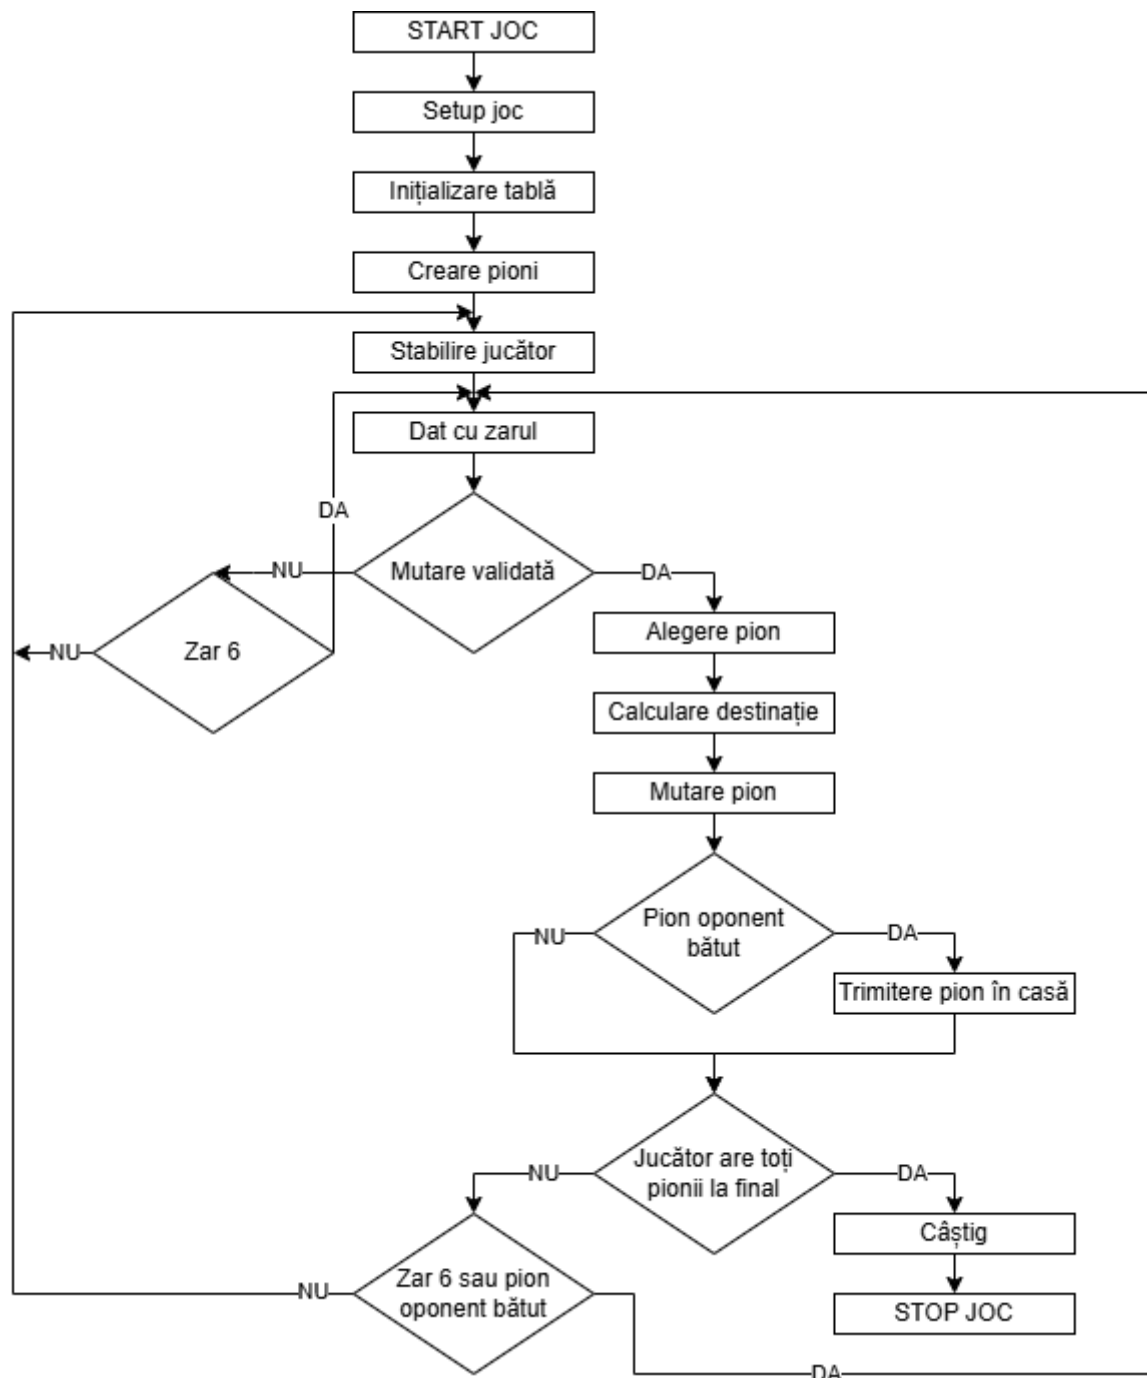 START JOC
Setup joc
Inițializare tablă
Creare pioni
Stabilire jucător
Dat cu zarul
DA
Mutare validată
NU
DA
Zar 6
NU
Alegere pion
Calculare destinație
Mutare pion
Pion oponent
bătut
NU
DA
Trimitere pion în casă
Jucător are toți
pionii la final
NU
DA
Câștig
Zar 6 sau pion
oponent bătut
NU
STOP JOC
DA